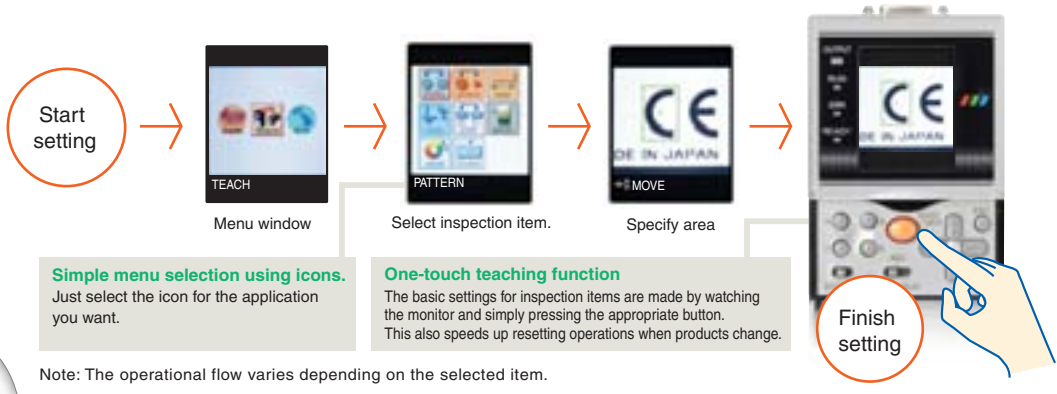 Start
setting
TEACH
Menu window
PATTERN
Select inspection item.
CE
DE IN JAPAN
MOVE
Specify area
OUTPUT
RUN
ERR
READY
CE
DE IN JAPAN
Simple menu selection using icons.
Just select the icon for the application
you want.
One-touch teaching function
The basic settings for inspection items are made by watching
the monitor and simply pressing the appropriate button.
This also speeds up resetting operations when products change.
Finish
setting
Note: The operational flow varies depending on the selected item.